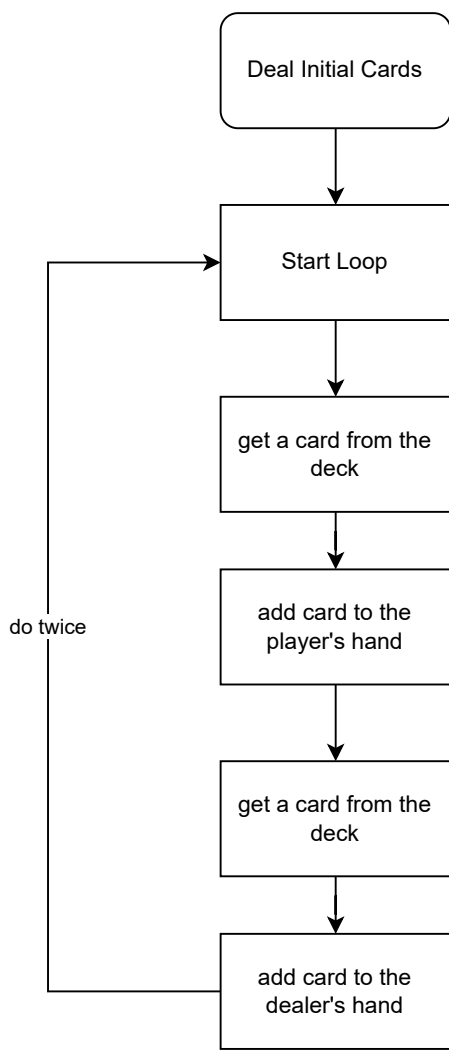 Deal Initial Cards
Start Loop
get a card from the
deck
add card to the
player's hand
do twice
get a card from the
deck
add card to the
dealer's hand